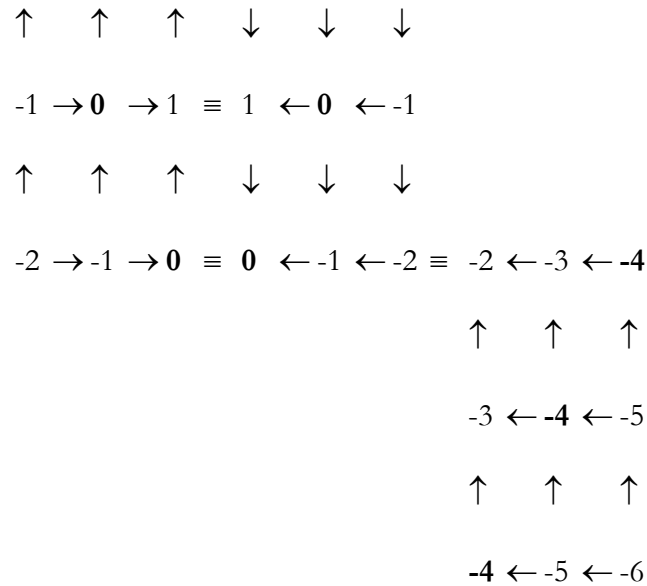 ↑ ↑ ↑ ↓ ↓ ↓
-1 → 0 → 1 ≡ 1 ← 0 ← -1
↑ ↑ ↑ ↓ ↓ ↓
-2 → -1 → 0 ≡ 0 ← -1 ← -2 ≡ -2 ← -3 ← -4
↑ ↑ ↑
-3 ← -4 ← -5
↑ ↑ ↑
-4 ← -5 ← -6